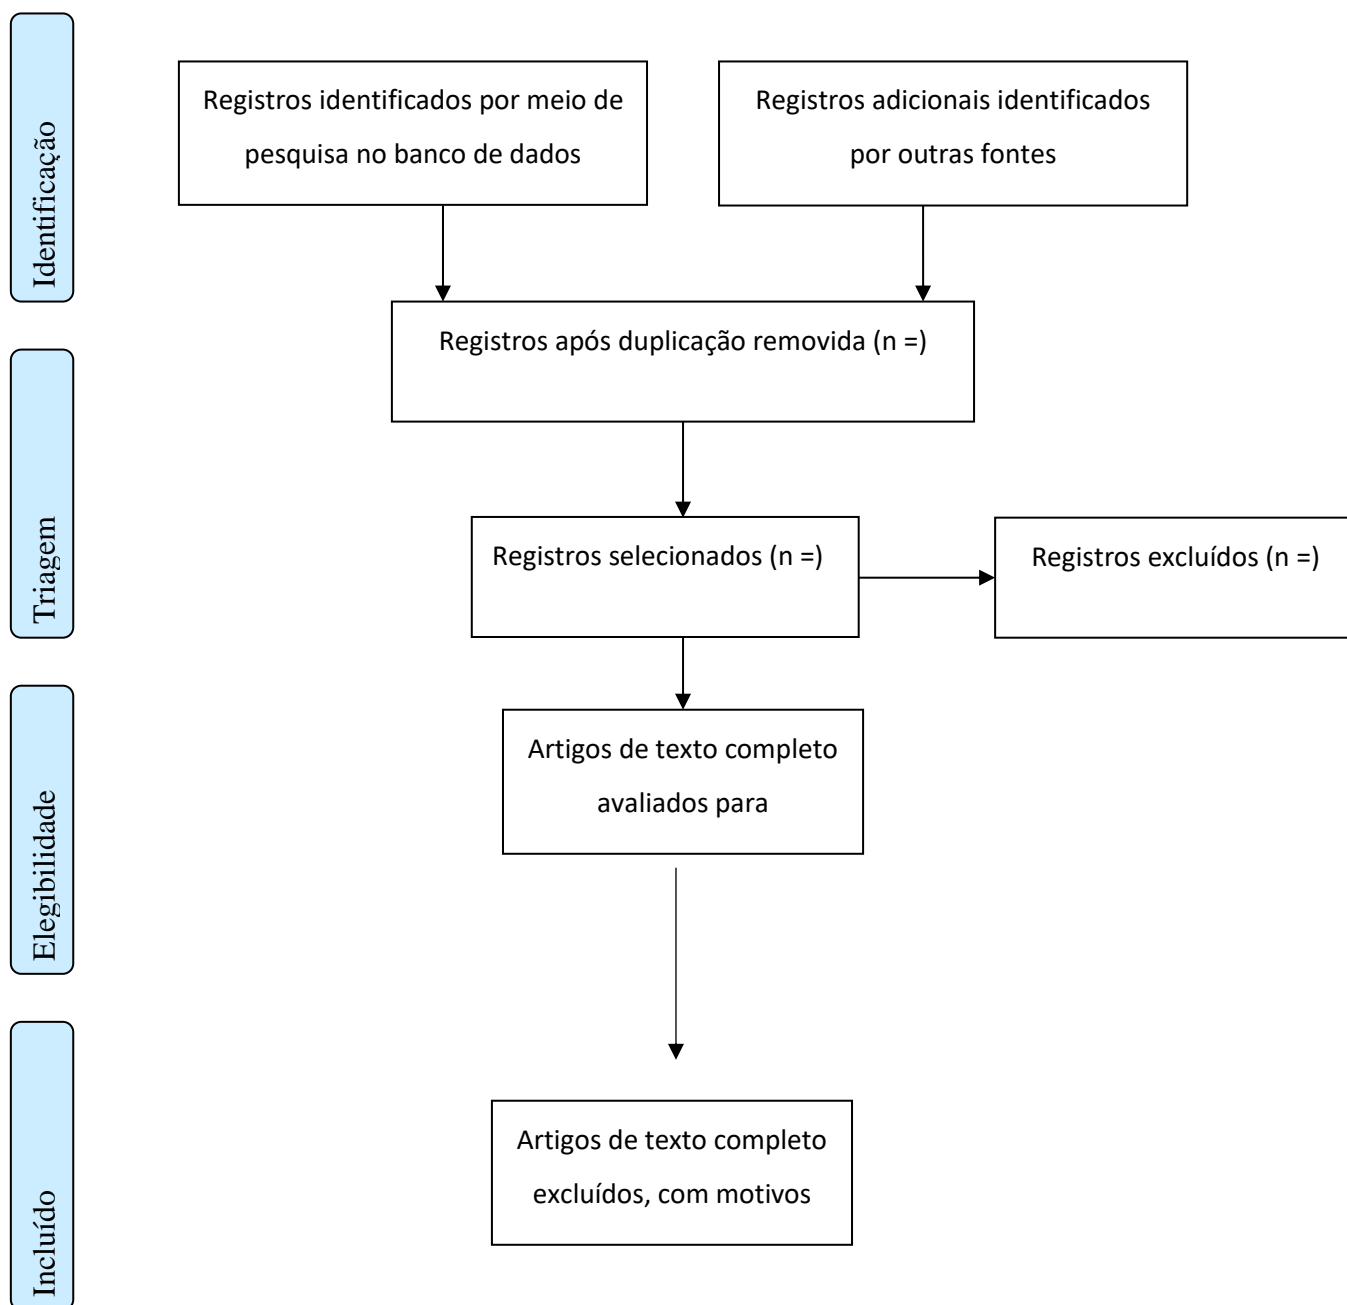 Identificação
Registros identificados por meio de
pesquisa no banco de dados
Registros adicionais identificados
por outras fontes
Registros após duplicação removida (n =)
Triagem
Registros selecionados (n =)
Registros excluídos (n =)
Elegibilidade
Artigos de texto completo
avaliados para
Incluído
Artigos de texto completo
excluídos, com motivos